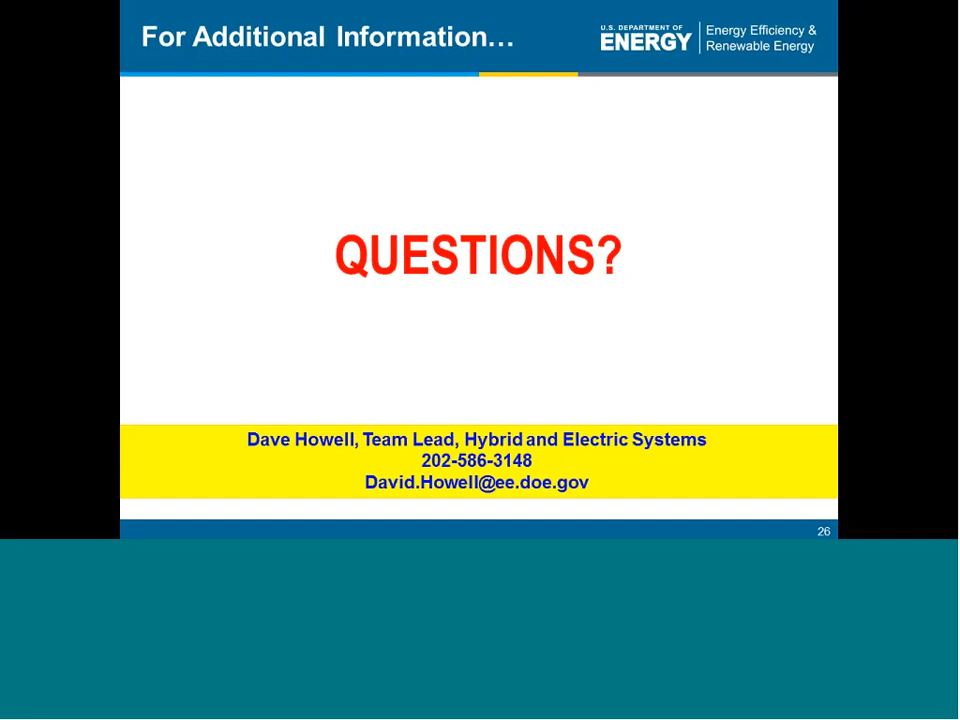 For Additional Information…
U.S. DEPARTMENT OF
ENERGY
Energy Efficiency &
Renewable Energy
QUESTIONS?
Dave Howell, Team Lead, Hybrid and Electric Systems
202-586-3148
David.Howell@ee.doe.gov
26